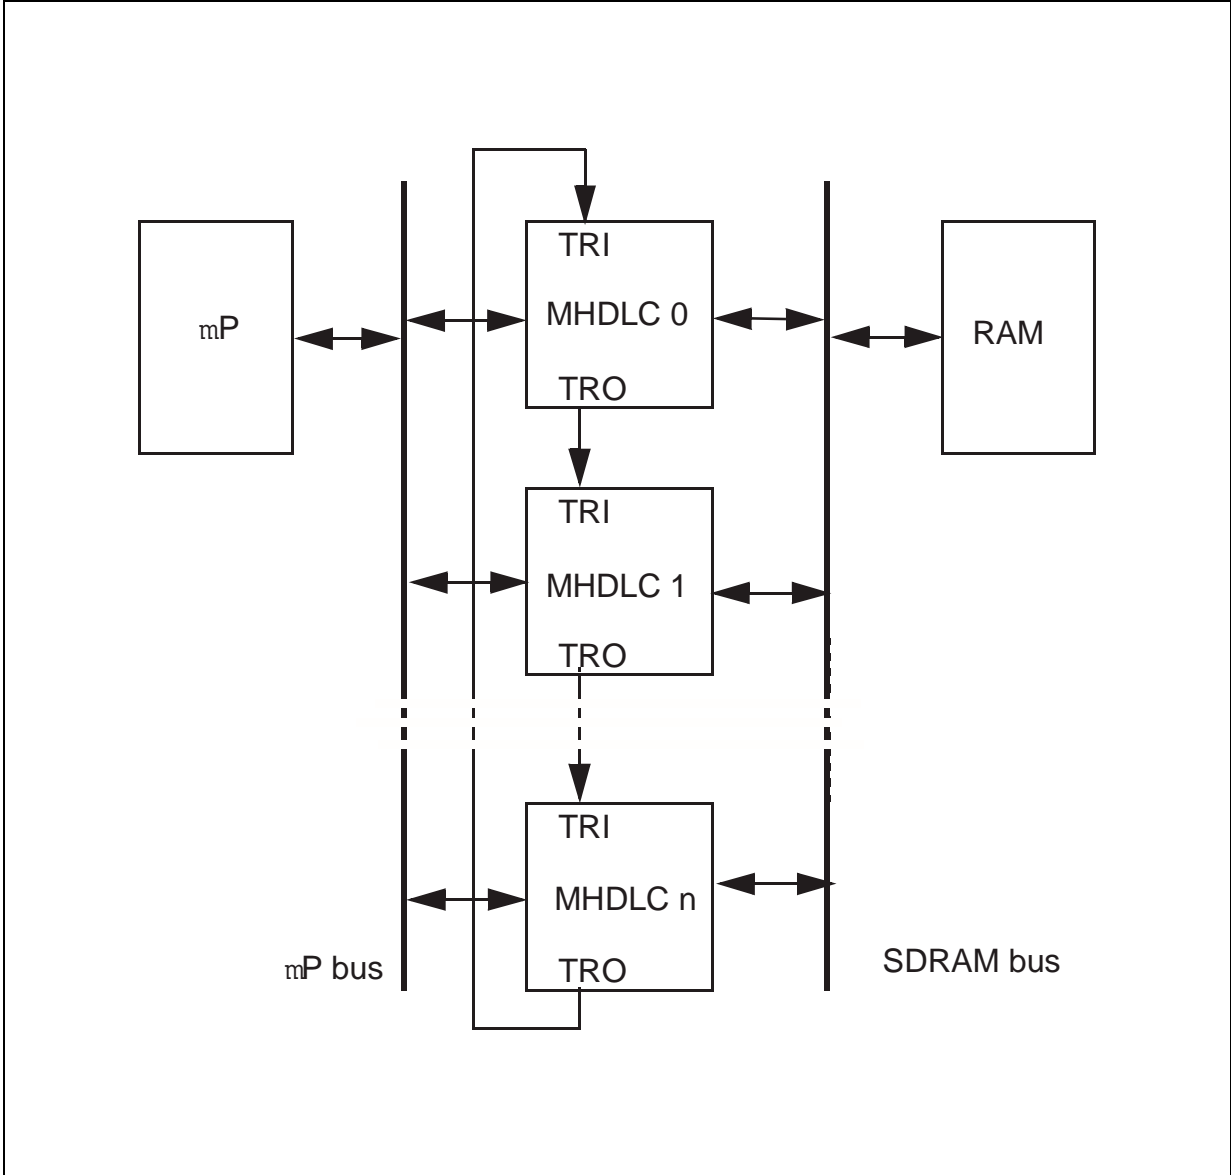 TRI
mP
MHDLC 0
RAM
TRO
TRI
MHDLC 1
TRO
TRI
MHDLC n
TRO
mP bus
SDRAM bus